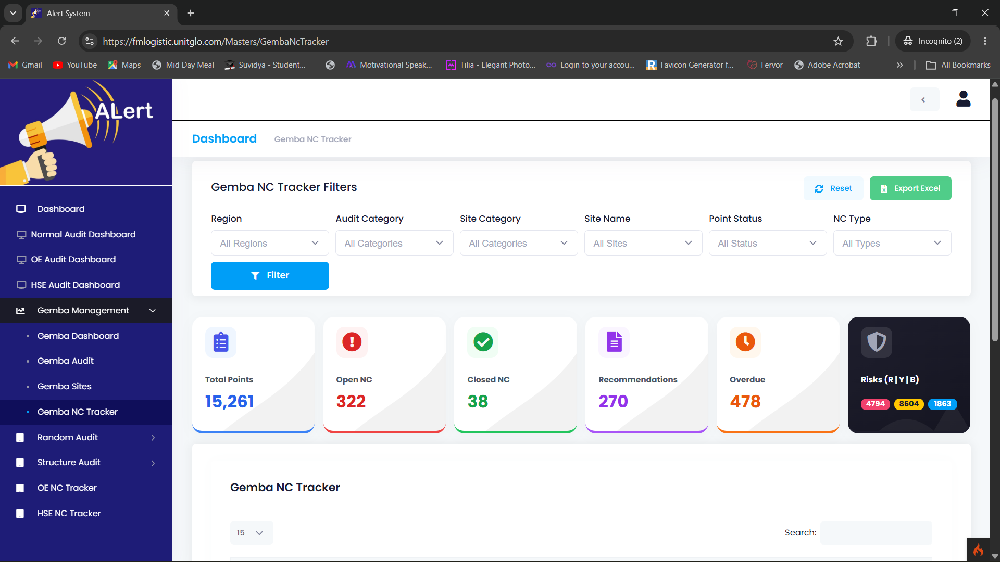 Alert System
https://fmlogistic.unitglo.com/Masters/GembaNcTracker
Incognito (2)
Gmail
YouTube
Maps
Mid Day Meal
Suvidya - Student...
Motivational Speak...
Tilia - Elegant Photo...
Login to your accou...
Favicon Generator f...
Fervor
Adobe Acrobat
All Bookmarks
ALert
Dashboard
Normal Audit Dashboard
OE Audit Dashboard
HSE Audit Dashboard
Gemba Management
Gemba Dashboard
Gemba Audit
Gemba Sites
Gemba NC Tracker
Random Audit
Structure Audit
OE NC Tracker
HSE NC Tracker
Dashboard
Gemba NC Tracker
Gemba NC Tracker Filters
Reset
Export Excel
Region
Audit Category
Site Category
Site Name
Point Status
NC Type
All Regions
All Categories
All Categories
All Sites
All Status
All Types
Filter
Total Points
15,261
Open NC
322
Closed NC
38
Recommendations
270
Overdue
478
Risks (R | Y | B)
4794 8604 1863
Gemba NC Tracker
15
Search: